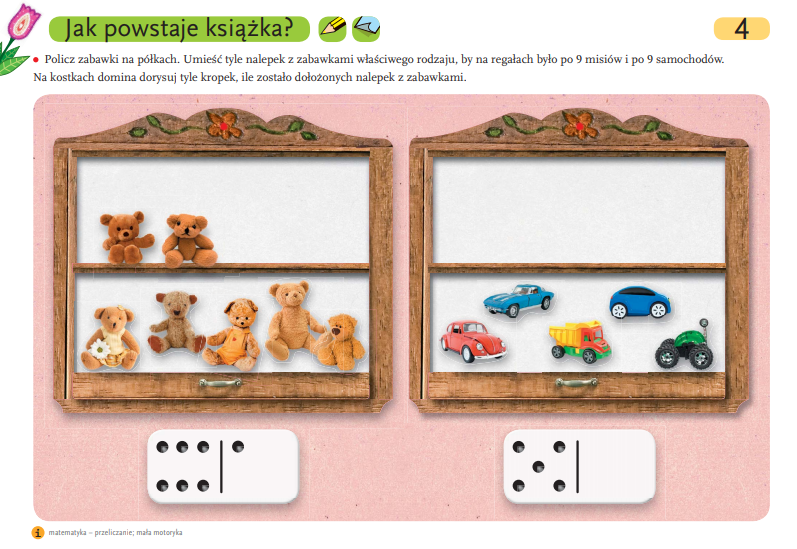 Jak powstaje książka?
4
Policz zabawki na półkach. Umieść tyle nalepek z zabawkami właściwego rodzaju, by na regałach było po 9 misiów i po 9 samochodów.
Na kostkach domina dorysuj tyle kropek, ile zostało dołożonych nalepek z zabawkami.
i
matematyka – przeliczanie; mała motoryka